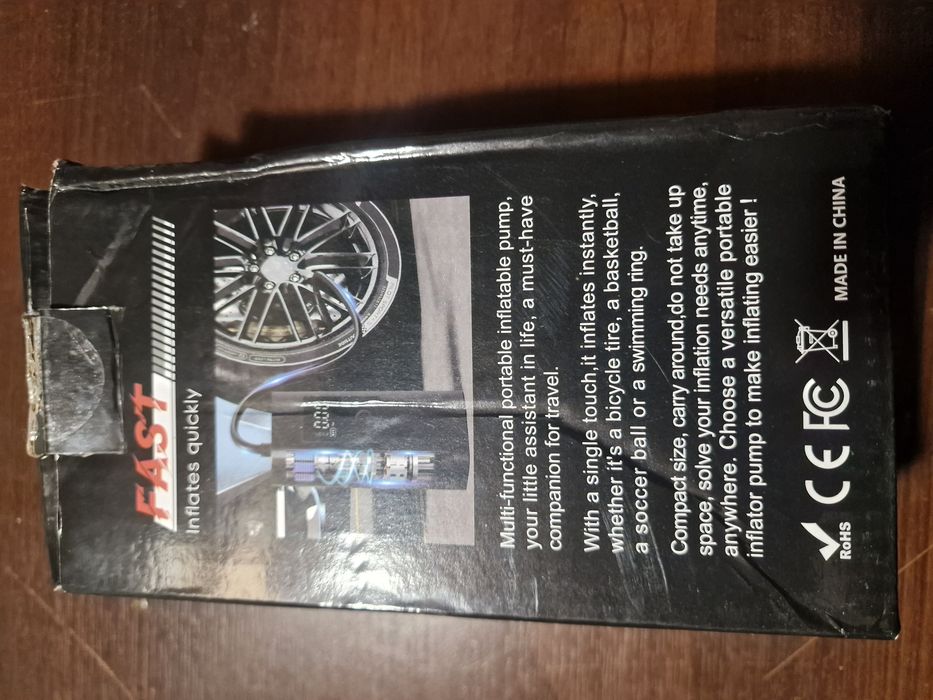 FAST
Inflates quickly
Multi-functional portable inflatable pump,
your little assistant in life, a must-have
companion for travel.
With a single touch,it inflates instantly,
whether it's a bicycle tire, a basketball,
a soccer ball or a swimming ring.
Compact size, carry around,do not take up
space, solve your inflation needs anytime,
anywhere. Choose a versatile portable
inflator pump to make inflating easier !
RoHS CE FC MADE IN CHINA